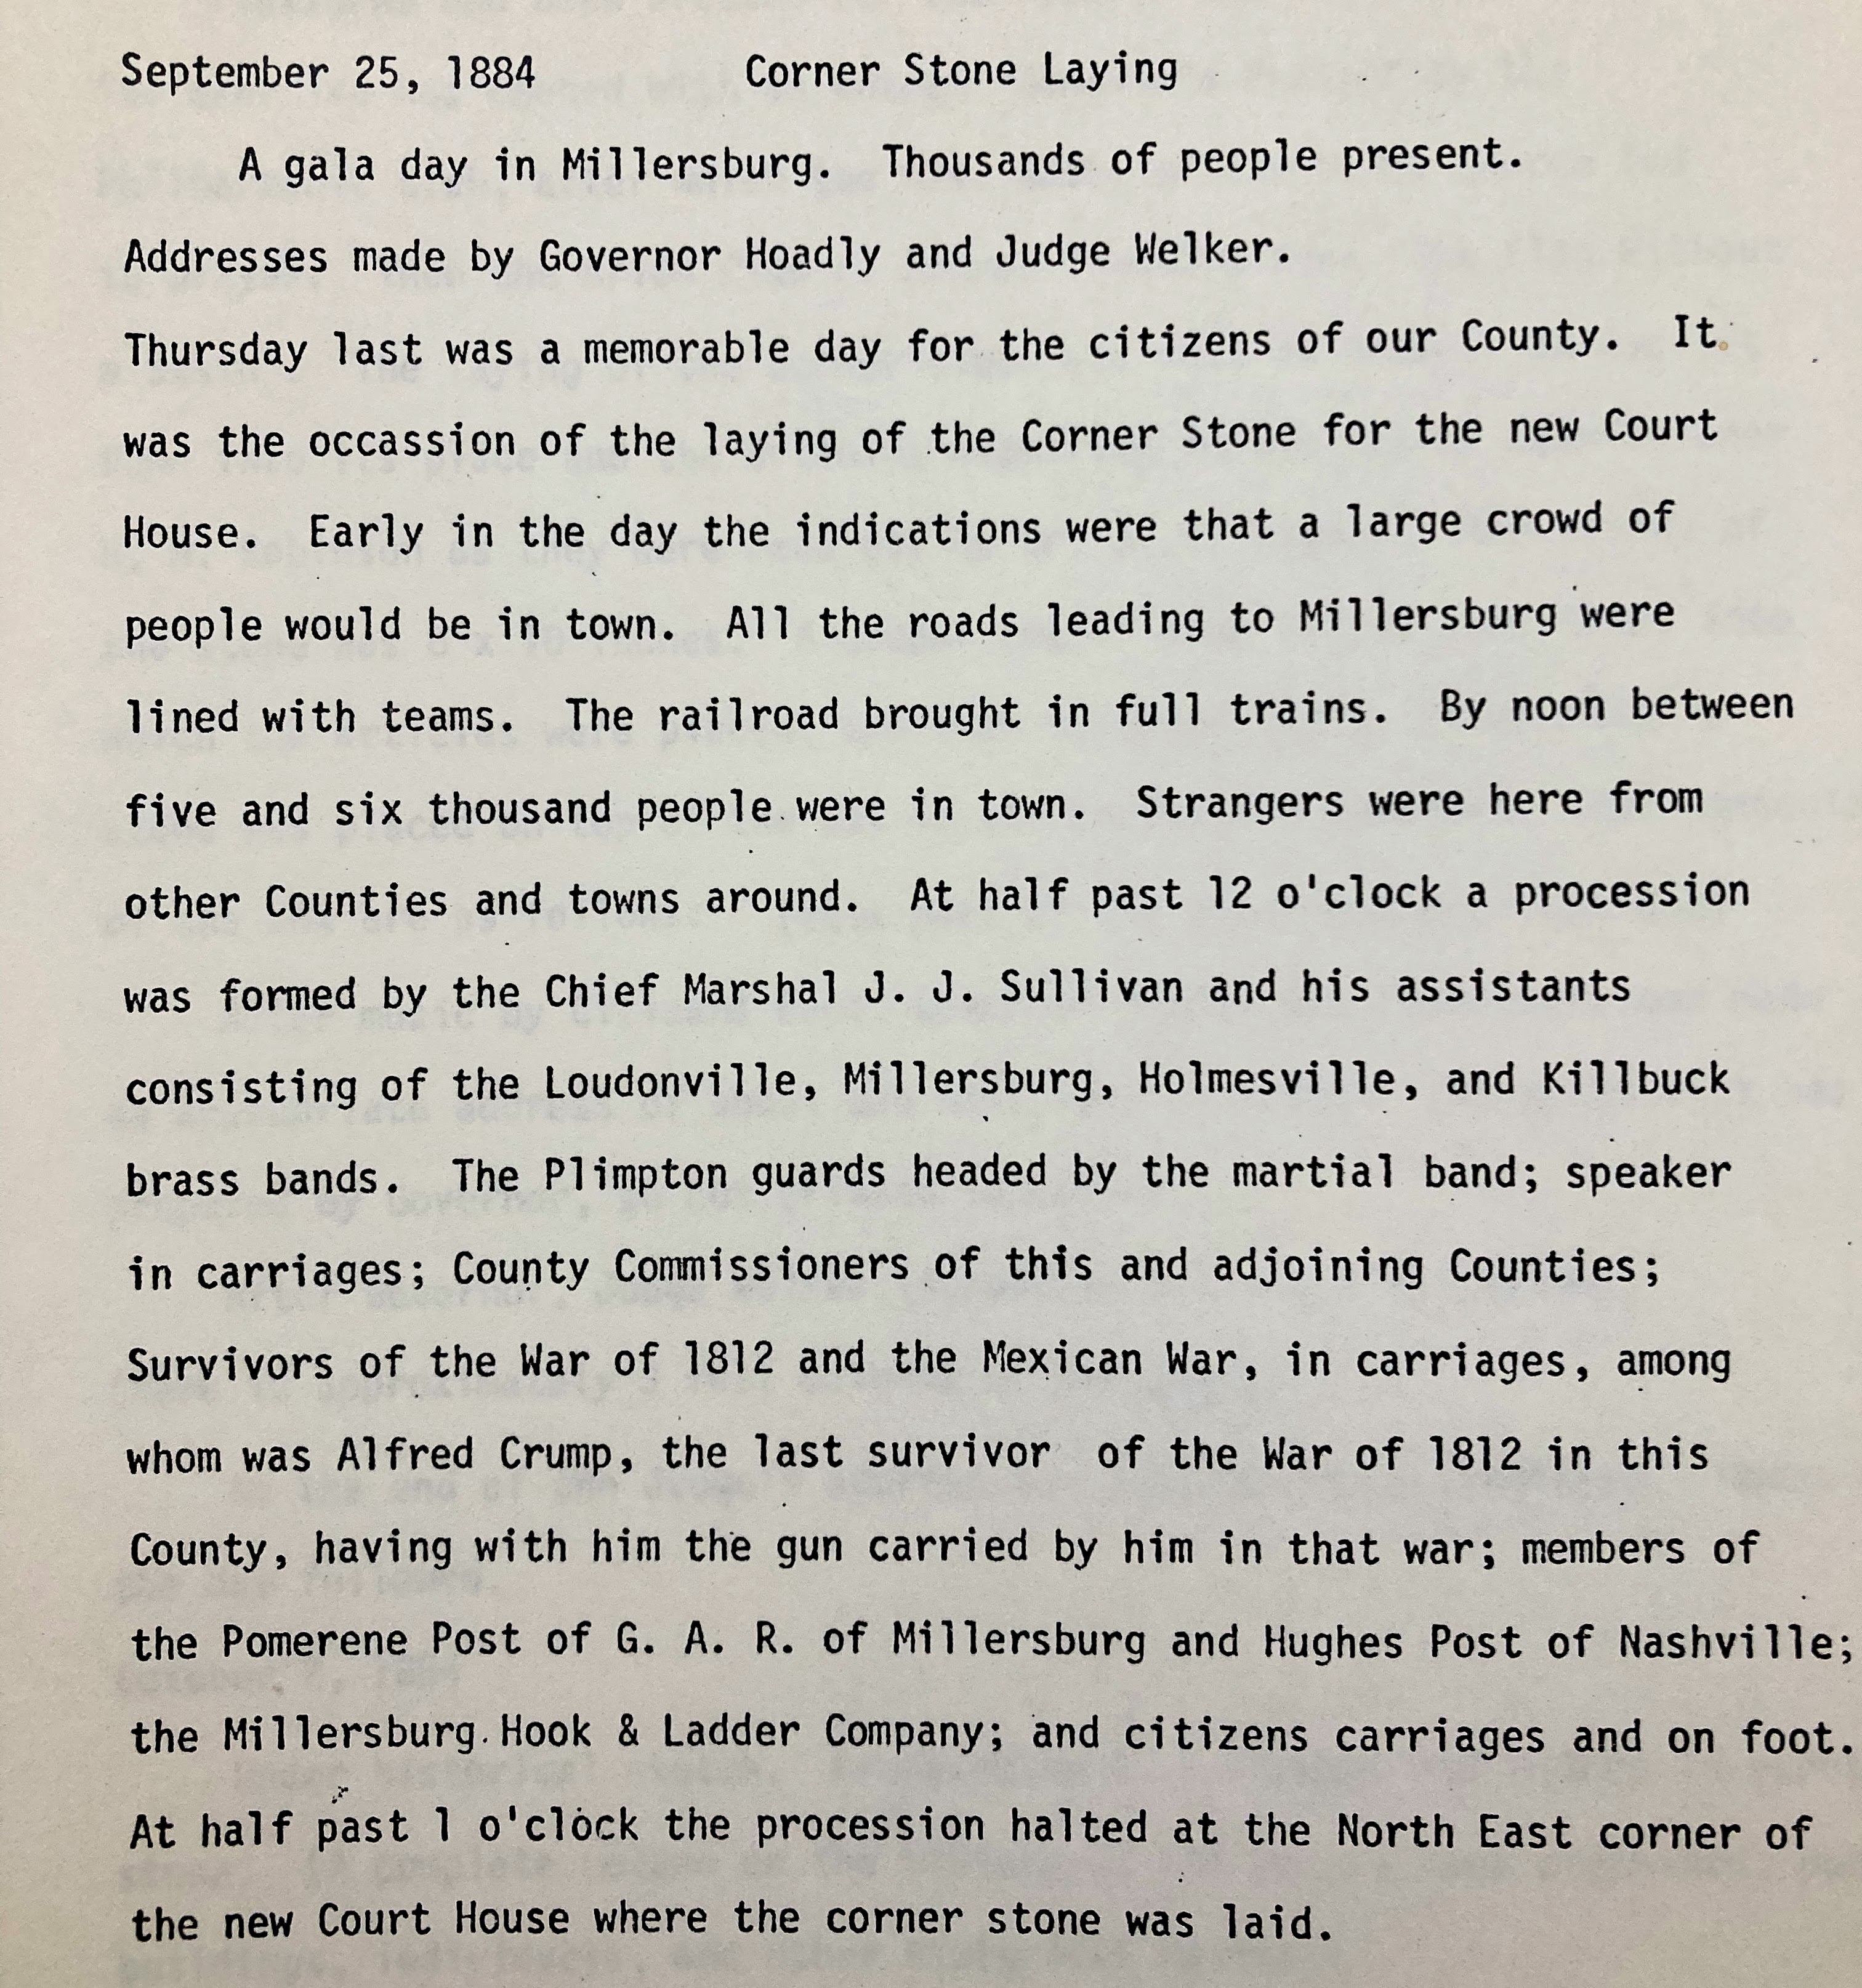 September 25, 1884 Corner Stone Laying
A gala day in Millersburg. Thousands of people present.
Addresses made by Governor Hoadly and Judge Welker.
Thursday last was a memorable day for the citizens of our County. It
was the occassion of the laying of the Corner Stone for the new Court
House. Early in the day the indications were that a large crowd of
people would be in town. All the roads leading to Millersburg were
lined with teams. The railroad brought in full trains. By noon between
five and six thousand people were in town. Strangers were here from
other Counties and towns around. At half past 12 o'clock a procession
was formed by the Chief Marshal J. J. Sullivan and his assistants
consisting of the Loudonville, Millersburg, Holmesville, and Killbuck
brass bands. The Plimpton guards headed by the martial band; speaker
in carriages; County Commissioners of this and adjoining Counties;
Survivors of the War of 1812 and the Mexican War, in carriages, among
whom was Alfred Crump, the last survivor of the War of 1812 in this
County, having with him the gun carried by him in that war; members of
the Pomerene Post of G. A. R. of Millersburg and Hughes Post of Nashville;
the Millersburg Hook & Ladder Company; and citizens carriages and on foot.
At half past 1 o'clock the procession halted at the North East corner of
the new Court House where the corner stone was laid.